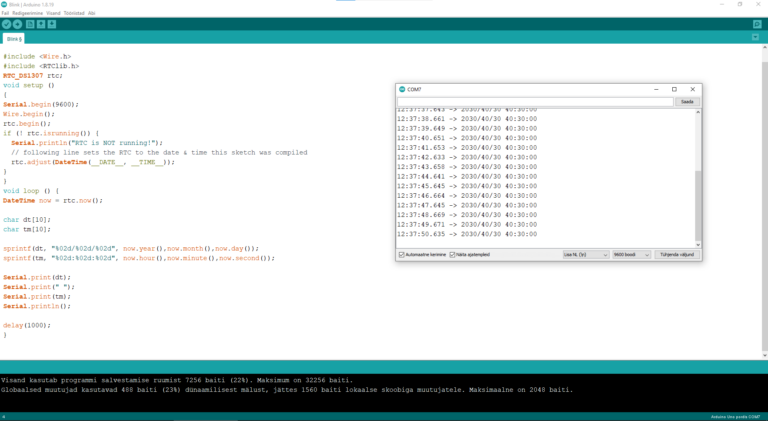 Blink | Arduino 1.8.19
Fail Redigeerimine Visand Tööriistad Abi
Blink §
#include <Wire.h>
#include <RTClib.h>
RTC_DS1307 rtc;
void setup ()
{
Serial.begin(9600);
Wire.begin();
rtc.begin();
if (! rtc.isrunning()) {
Serial.println("RTC is NOT running!");
// following line sets the RTC to the date & time this sketch was compiled
rtc.adjust(DateTime(__DATE__, __TIME__));
}
}
void loop () {
DateTime now = rtc.now();
char dt[10];
char tm[10];
sprintf(dt, "%02d/%02d/%02d", now.year(),now.month(),now.day());
sprintf(tm, "%02d:%02d:%02d", now.hour(),now.minute(),now.second());
Serial.print(dt);
Serial.print(" ");
Serial.print(tm);
Serial.println();
delay(1000);
}
COM7
Saada
12:37:37.643 -> 2030/40/30 40:30:00
12:37:38.661 -> 2030/40/30 40:30:00
12:37:39.649 -> 2030/40/30 40:30:00
12:37:40.651 -> 2030/40/30 40:30:00
12:37:41.653 -> 2030/40/30 40:30:00
12:37:42.633 -> 2030/40/30 40:30:00
12:37:43.658 -> 2030/40/30 40:30:00
12:37:44.641 -> 2030/40/30 40:30:00
12:37:45.645 -> 2030/40/30 40:30:00
12:37:46.664 -> 2030/40/30 40:30:00
12:37:47.645 -> 2030/40/30 40:30:00
12:37:48.669 -> 2030/40/30 40:30:00
12:37:49.671 -> 2030/40/30 40:30:00
12:37:50.635 -> 2030/40/30 40:30:00
Automaatne kerimine Näita ajatempleid Lisa NL (\n) 9600 boodi Tühjenda väljund
Visand kasutab programmi salvestamise ruumist 7256 baiti (22%). Maksimum on 32256 baiti.
Globaalsed muutujad kasutavad 488 baiti (23%) dünaamilisest mälust, jättes 1560 baiti lokaalse skoobiga muutujatele. Maksimaalne on 2048 baiti.
Arduino Uno pordis COM7